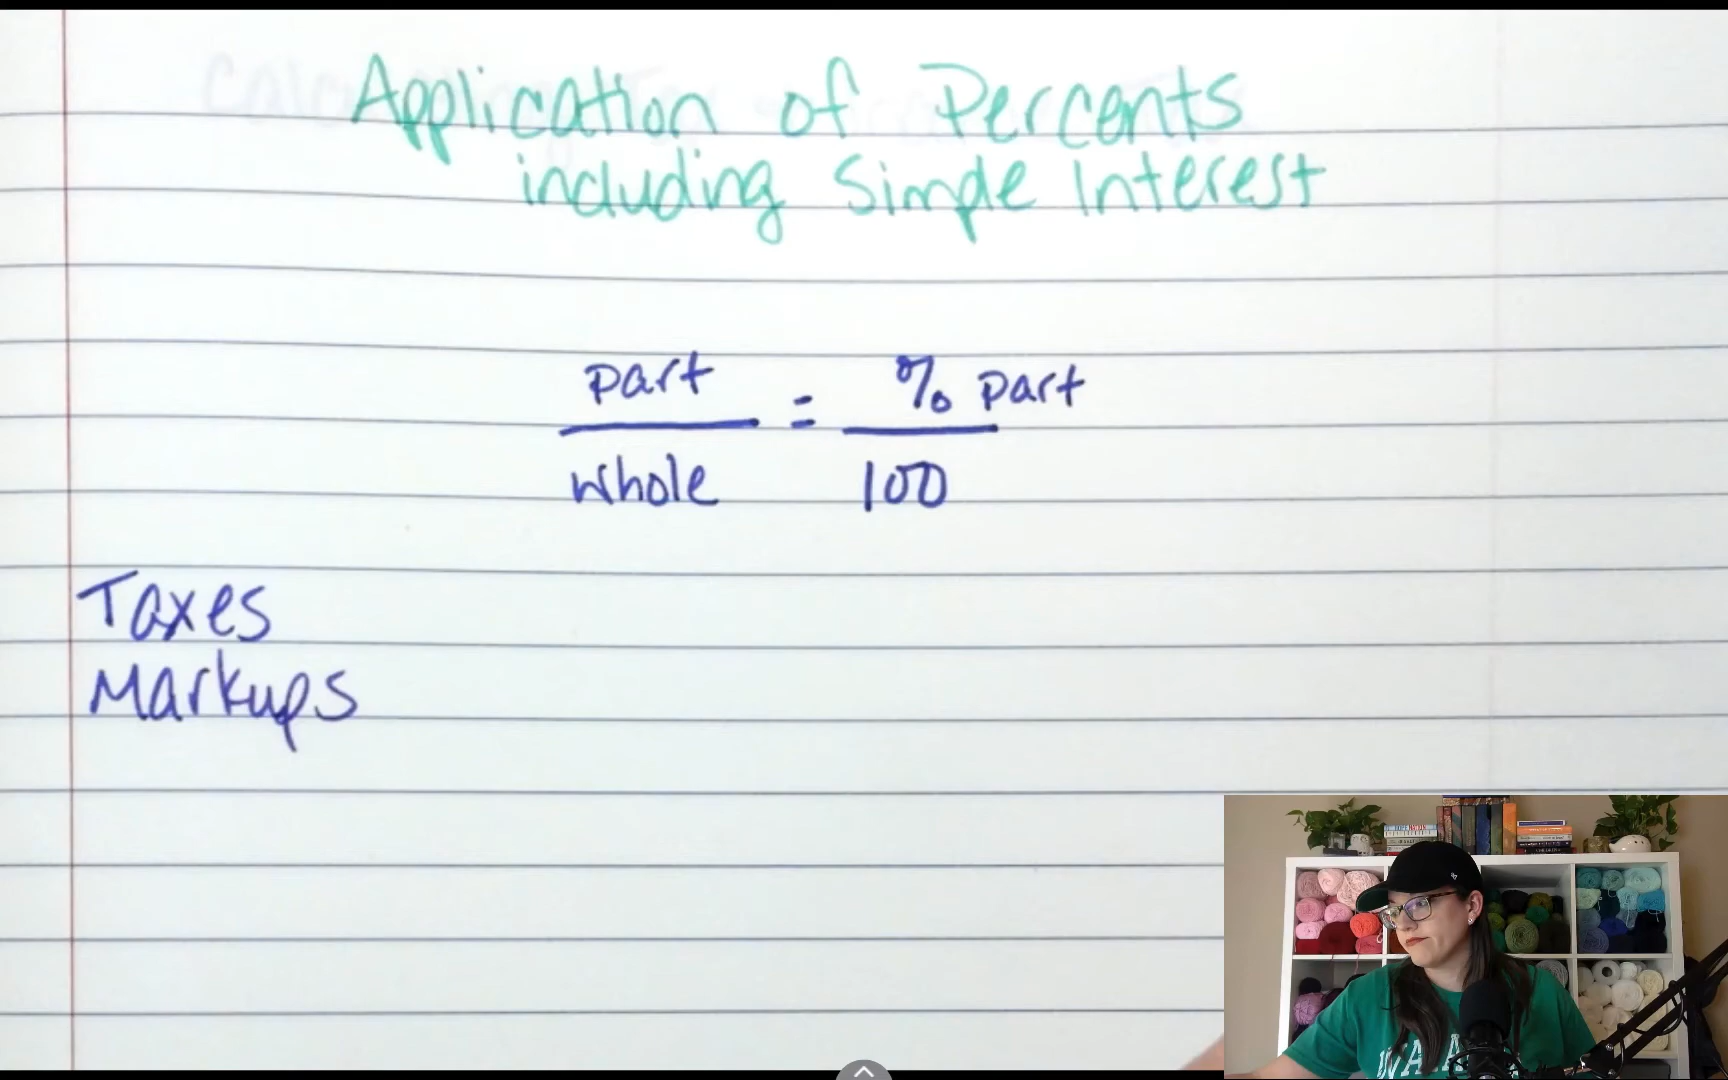 Application of Percents
including Simple Interest
part = % part
whole 100
Taxes
Markups